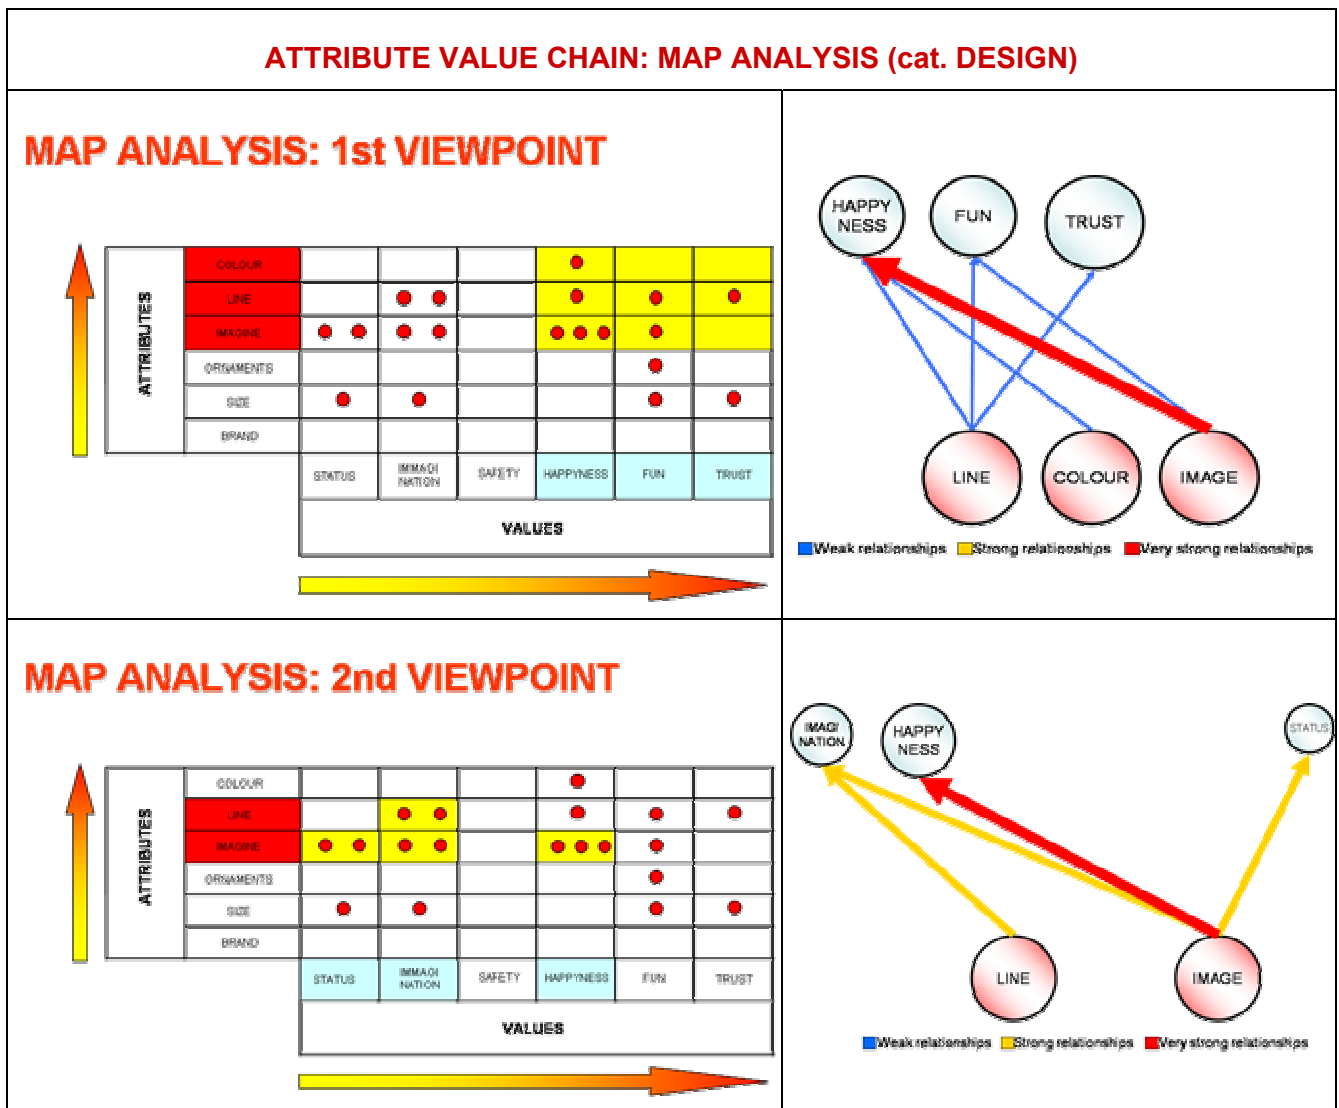 ATTRIBUTE VALUE CHAIN: MAP ANALYSIS (cat. DESIGN)
MAP ANALYSIS: 1st VIEWPOINT
ATTRIBUTES
COLOUR
LINE
IMAGINE
ORNAMENTS
SIZE
BRAND
STATUS
IMMAGI
NATION
SAFETY
HAPPYNESS
FUN
TRUST
VALUES
HAPPY
NESS
FUN
TRUST
LINE
COLOUR
IMAGE
Weak relationships
Strong relationships
Very strong relationships
MAP ANALYSIS: 2nd VIEWPOINT
ATTRIBUTES
COLOUR
LINE
IMAGINE
ORNAMENTS
SIZE
BRAND
STATUS
IMMAGI
NATION
SAFETY
HAPPYNESS
FUN
TRUST
VALUES
IMAGI
NATION
HAPPY
NESS
STATUS
LINE
IMAGE
Weak relationships
Strong relationships
Very strong relationships